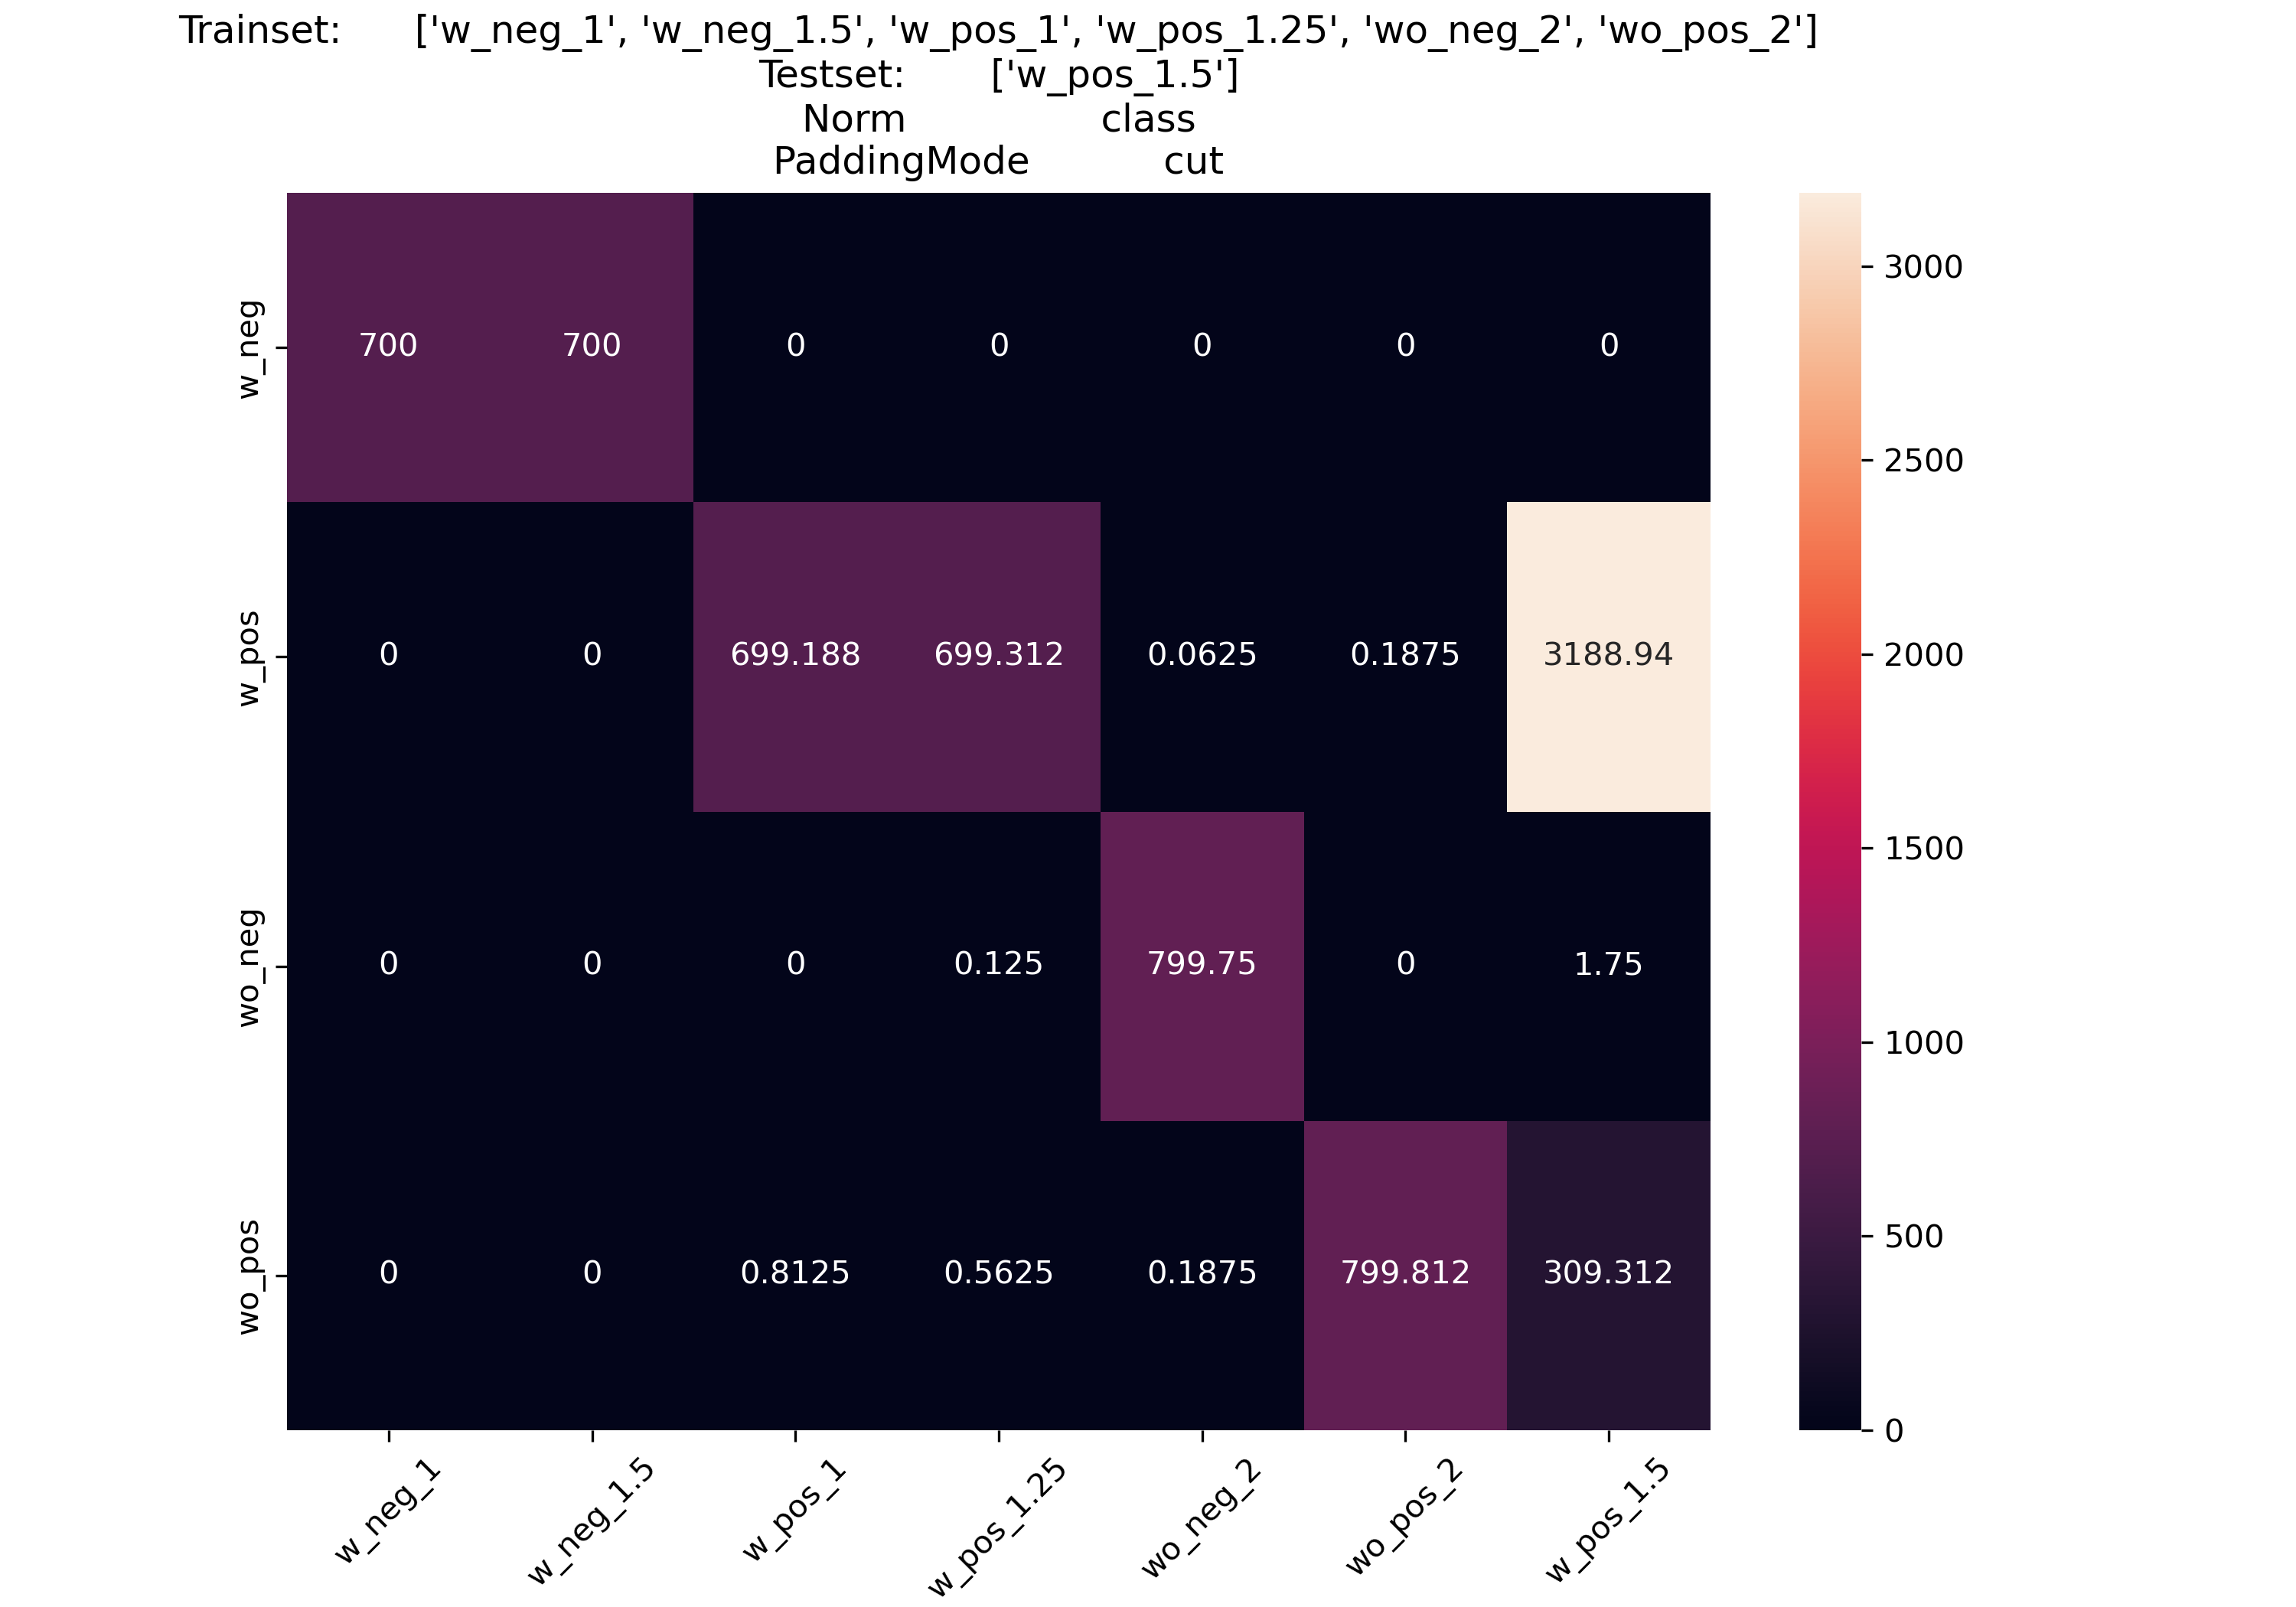 Trainset: ['w_neg_1', 'w_neg_1.5', 'w_pos_1', 'w_pos_1.25', 'wo_neg_2', 'wo_pos_2']
Testset: ['w_pos_1.5']
Norm class
PaddingMode cut
w_neg 700 700 0 0 0 0 0
w_pos 0 0 699.188 699.312 0.0625 0.1875 3188.94
wo_neg 0 0 0 0.125 799.75 0 1.75
wo_pos 0 0 0.8125 0.5625 0.1875 799.812 309.312
w_neg_1 w_neg_1.5 w_pos_1 w_pos_1.25 wo_neg_2 wo_pos_2 w_pos_1.5
3000
2500
2000
1500
1000
500
0